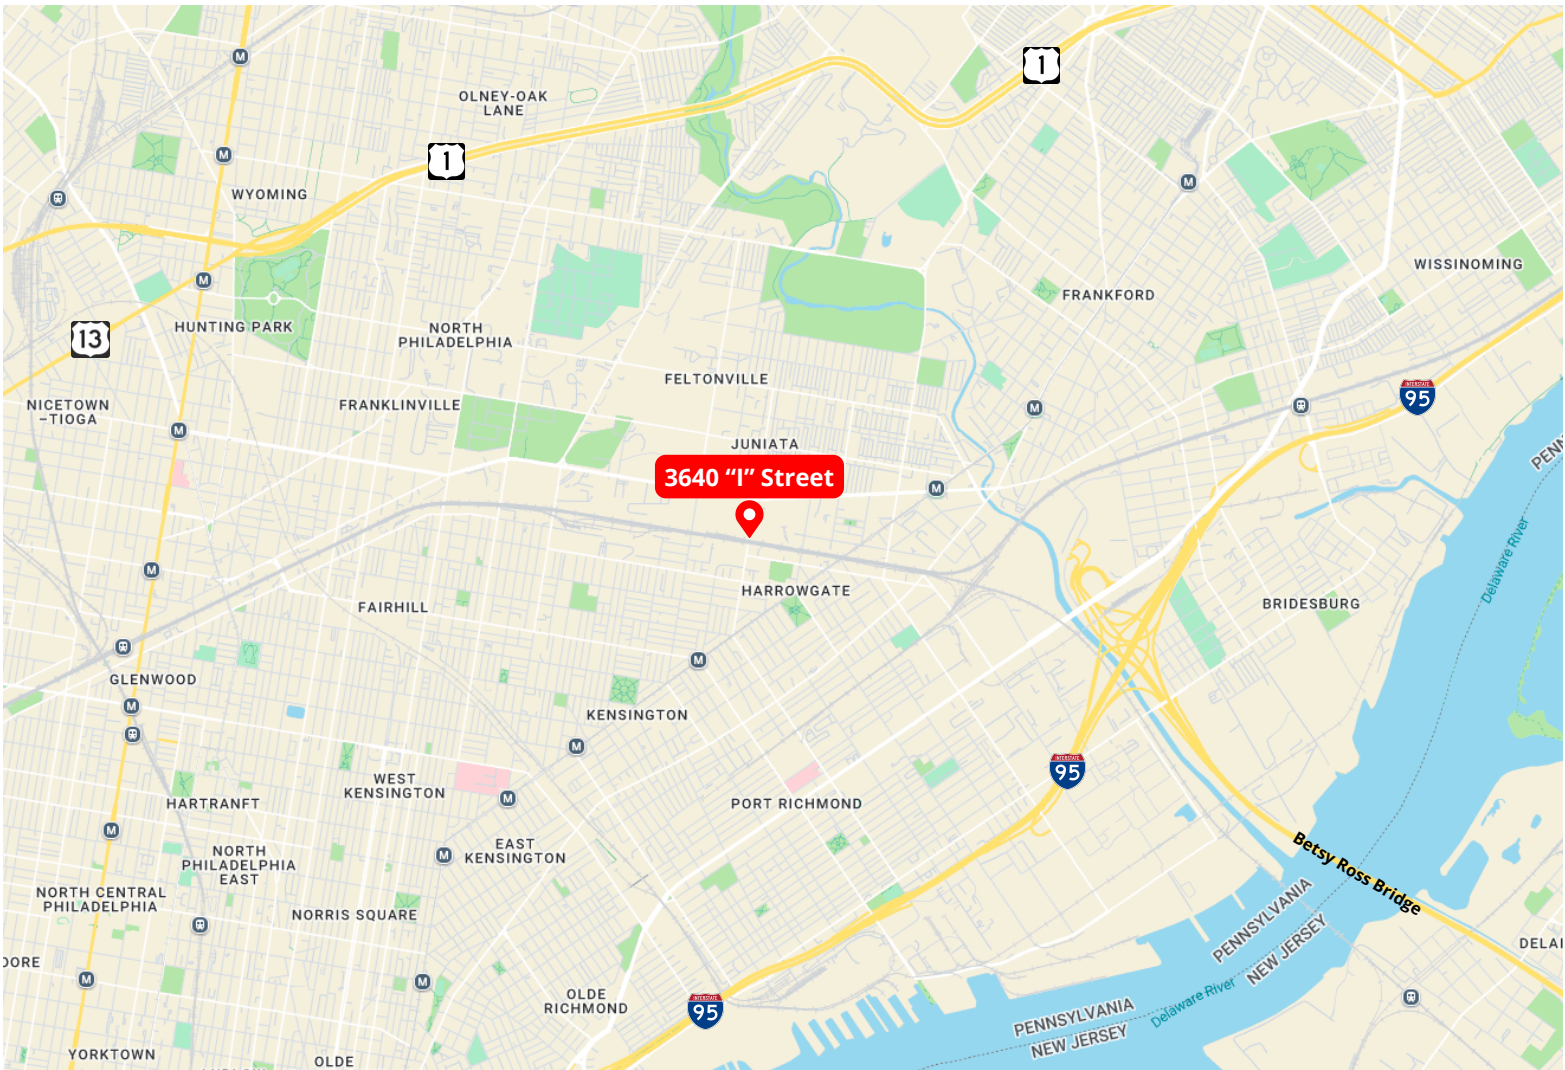 1
OLNEY-OAK
LANE
1
WYOMING
WISSINOMING
FRANKFORD
13
HUNTING PARK
NORTH
PHILADELPHIA
FELTONVILLE
95
NICETOWN
–TIOGA
FRANKLINVILLE
JUNIATA
3640 “I” Street
Delaware River
HARROWGATE
FAIRHILL
BRIDESBURG
GLENWOOD
KENSINGTON
95
WEST
KENSINGTON
HARTRANFT
PORT RICHMOND
EAST
KENSINGTON
NORTH
PHILADELPHIA
EAST
Betsy Ross Bridge
NORTH CENTRAL
PHILADELPHIA
NORRIS SQUARE
PENNSYLVANIA
NEW JERSEY
DELAI
OORE
OLDE
RICHMOND
95
Delaware River
PENNSYLVANIA
NEW JERSEY
YORKTOWN
OLDE